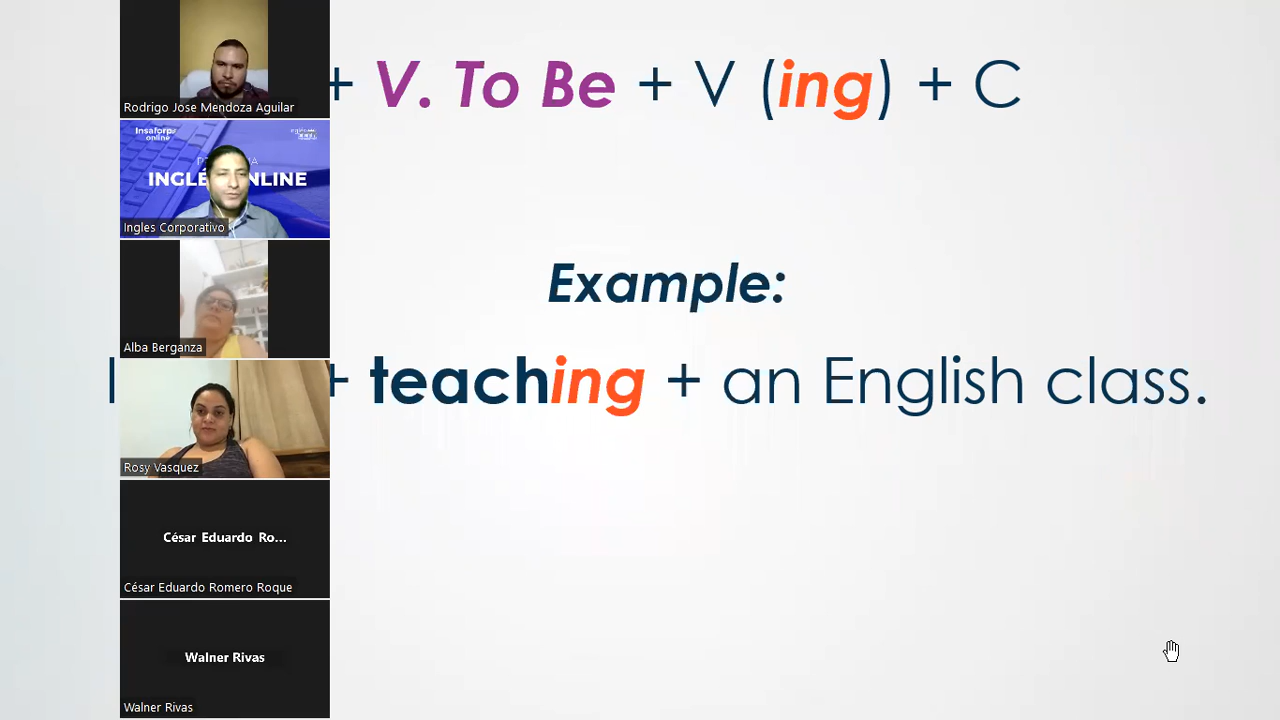 + V. To Be + V (ing) + C
Example:
I + teaching + an English class.
Rodrigo Jose Mendoza Aguilar
Insaforp
online
INGLÉ NLINE
Ingles Corporativo
Alba Berganza
Rosy Vasquez
César Eduardo Ro...
César Eduardo Romero Roque
Walner Rivas
Walner Rivas